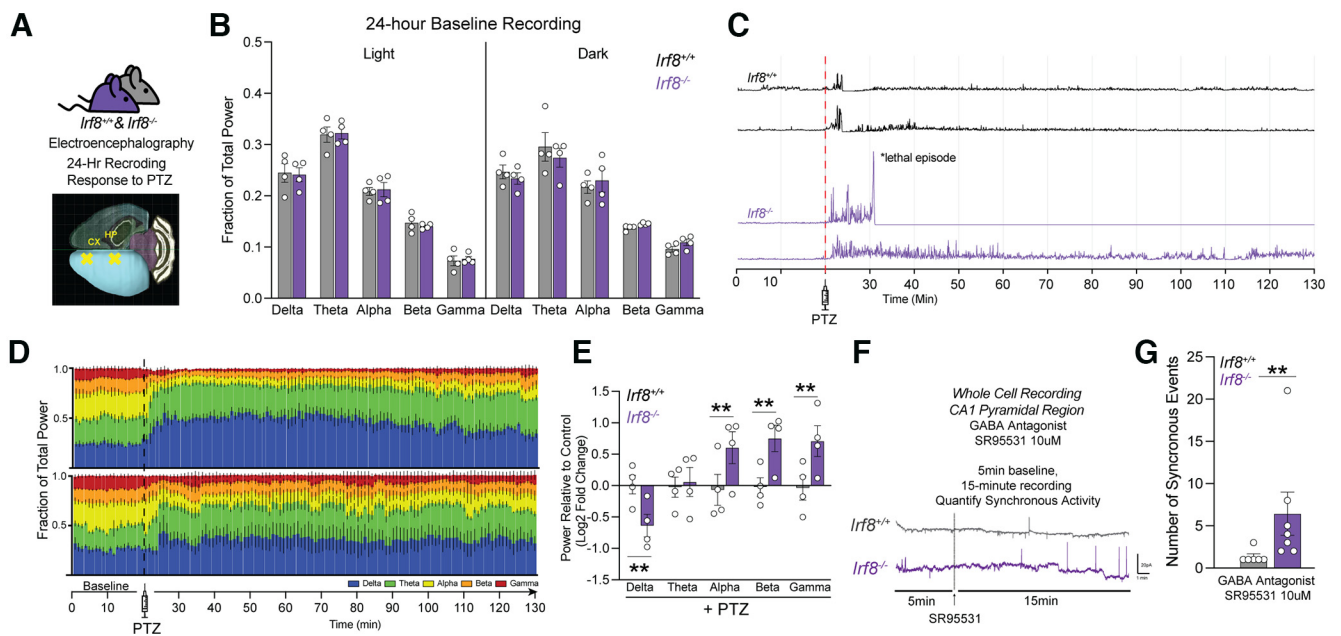 A
Irf8+/+ & Irf8-/-
Electroencephalography
24-Hr Recroding
Response to PTZ
CX
HP
B
24-hour Baseline Recording
Light
Dark
Irf8+/+
Irf8-/-
Fraction of Total Power
0.5
0.4
0.3
0.2
0.1
0.0
Delta Theta Alpha Beta Gamma Delta Theta Alpha Beta Gamma
C
Irf8+/+
*lethal episode
Irf8-/-
0 10 20 30 40 50 60 70 80 90 100 110 120 130
Time (Min)
PTZ
D
Fraction of Total Power
1.0
0.5
Fraction of Total Power
1.0
0.5
Baseline
Delta Theta Alpha Beta Gamma
0 10 20 30 40 50 60 70 80 90 100 110 120 130
PTZ
Time (min)
E
Irf8+/+
Irf8-/-
Power Relative to Control
(Log2 Fold Change)
1.5
1.0
0.5
0.0
-0.5
-1.0
-1.5
** ** **
**
Delta Theta Alpha Beta Gamma
+ PTZ
F
Whole Cell Recording
CA1 Pyramidal Region
GABA Antagonist
SR95531 10uM
5min baseline,
15-minute recording
Quantify Synchronous Activity
Irf8+/+
Irf8-/-
20pA
1 min
5min
15min
SR95531
G
Irf8+/+
Irf8-/-
**
Number of Syncronous Events
25
20
15
10
5
0
GABA Antagonist
SR95531 10uM